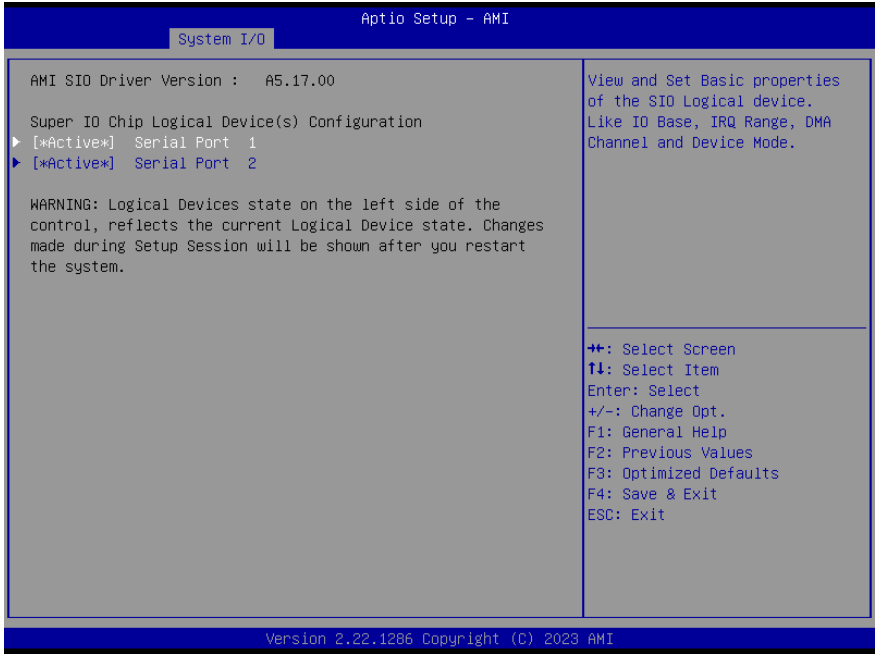 Aptio Setup – AMI
System I/O
AMI SIO Driver Version :   A5.17.00
Super IO Chip Logical Device(s) Configuration
[*Active*]  Serial Port  1
[*Active*]  Serial Port  2
WARNING: Logical Devices state on the left side of the
control, reflects the current Logical Device state. Changes
made during Setup Session will be shown after you restart
the system.
View and Set Basic properties
of the SIO Logical device.
Like IO Base, IRQ Range, DMA
Channel and Device Mode.
→←: Select Screen
↑↓: Select Item
Enter: Select
+/-: Change Opt.
F1: General Help
F2: Previous Values
F3: Optimized Defaults
F4: Save & Exit
ESC: Exit
Version 2.22.1286 Copyright (C) 2023 AMI